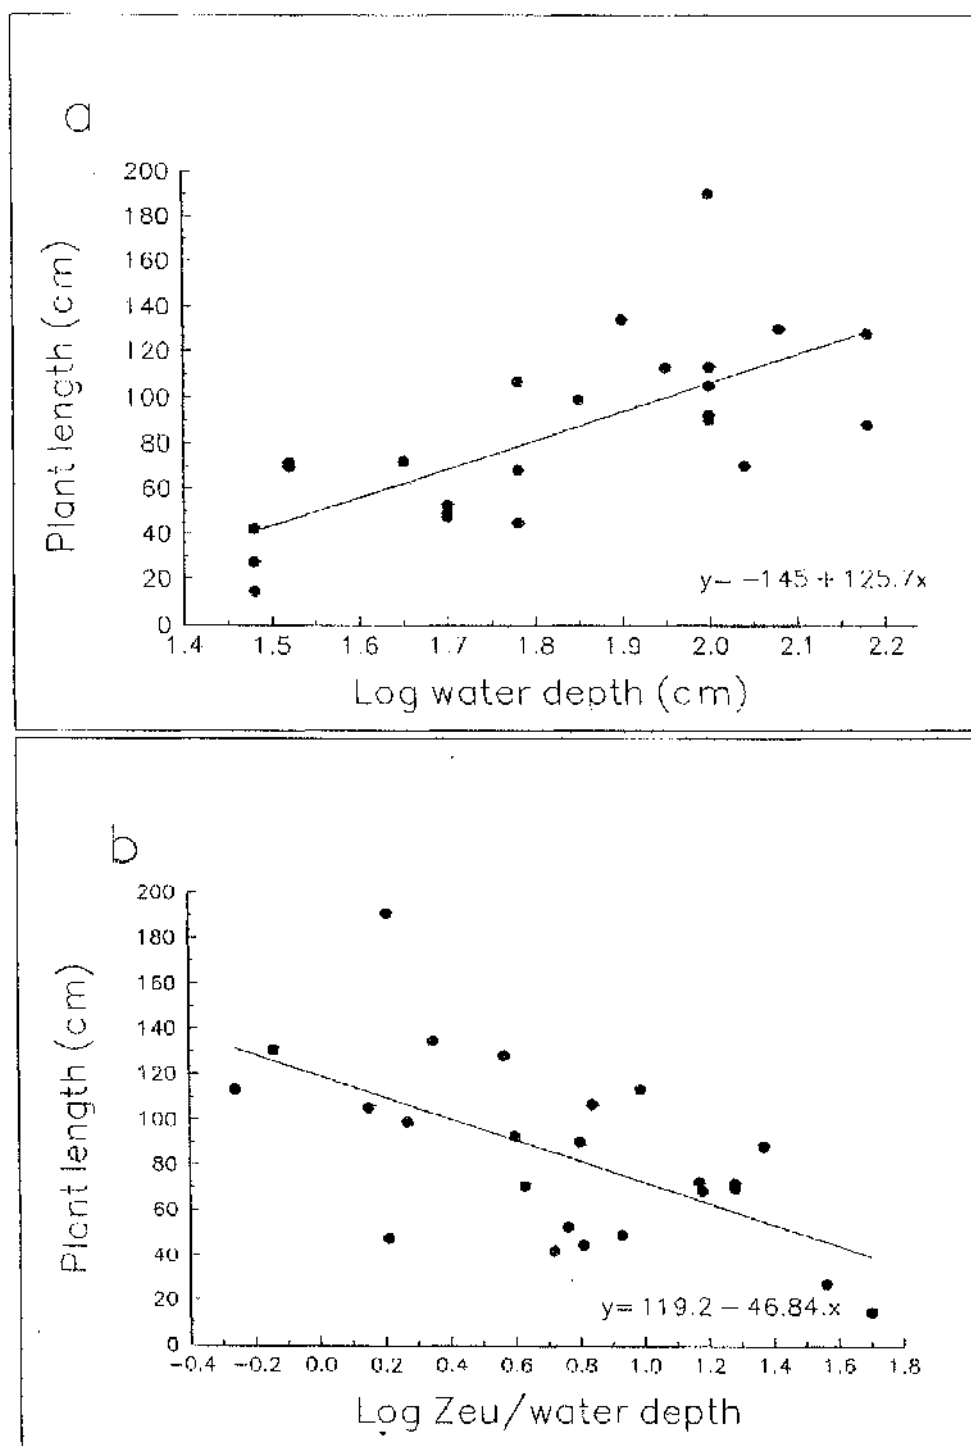 a
Plant length (cm)
200
180
160
140
120
100
80
60
40
20
0
1.4 1.5 1.6 1.7 1.8 1.9 2.0 2.1 2.2
y= -145 + 125.7x
Log water depth (cm)
b
Plant length (cm)
200
180
160
140
120
100
80
60
40
20
0
-0.4 -0.2 0.0 0.2 0.4 0.6 0.8 1.0 1.2 1.4 1.6 1.8
y= 119.2 - 46.84.x
Log Zeu/water depth